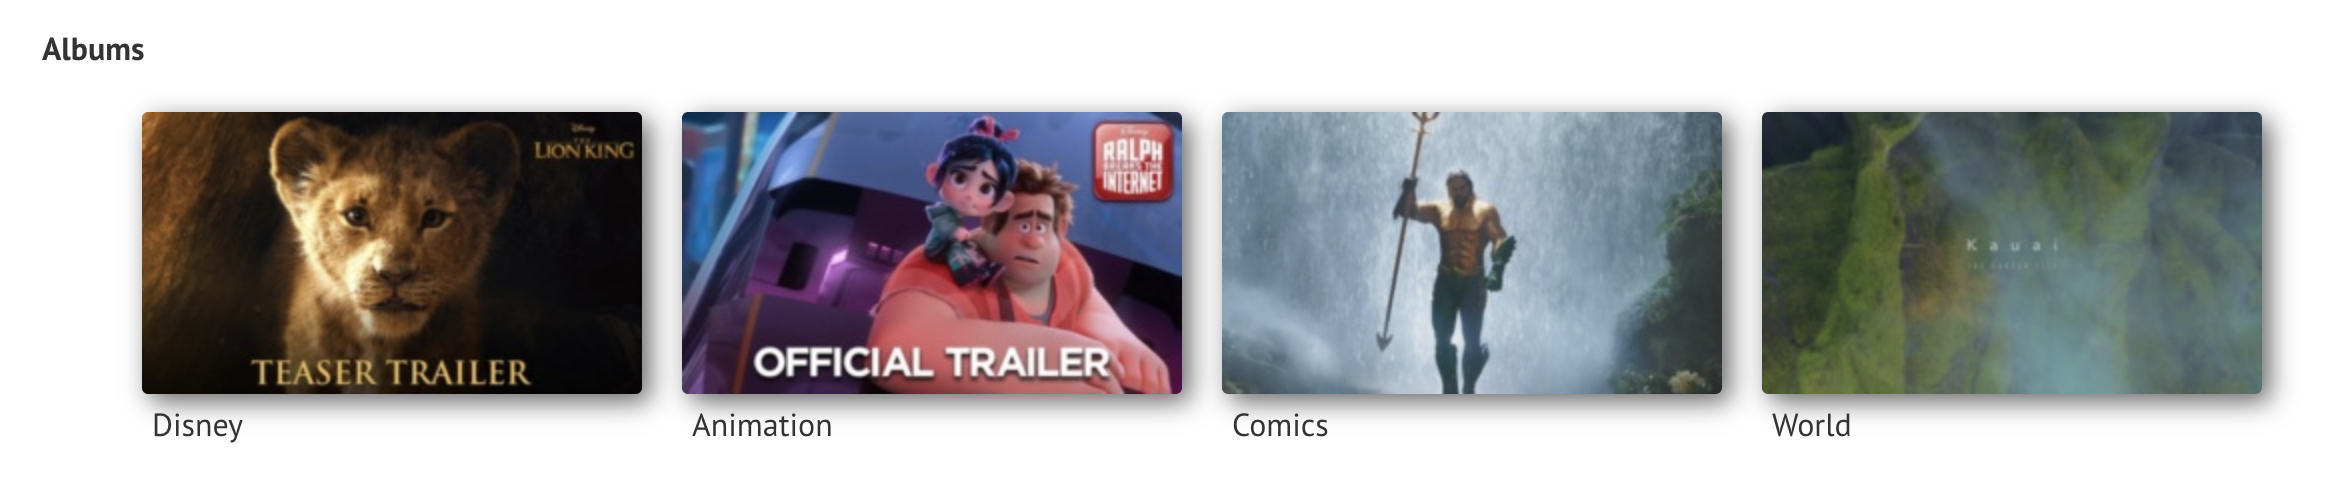 Albums
Disney
THE
LION KING
TEASER TRAILER
Disney
Disney
RALPH
BREAKS THE
INTERNET
OFFICIAL TRAILER
Animation
Comics
Kauai
World